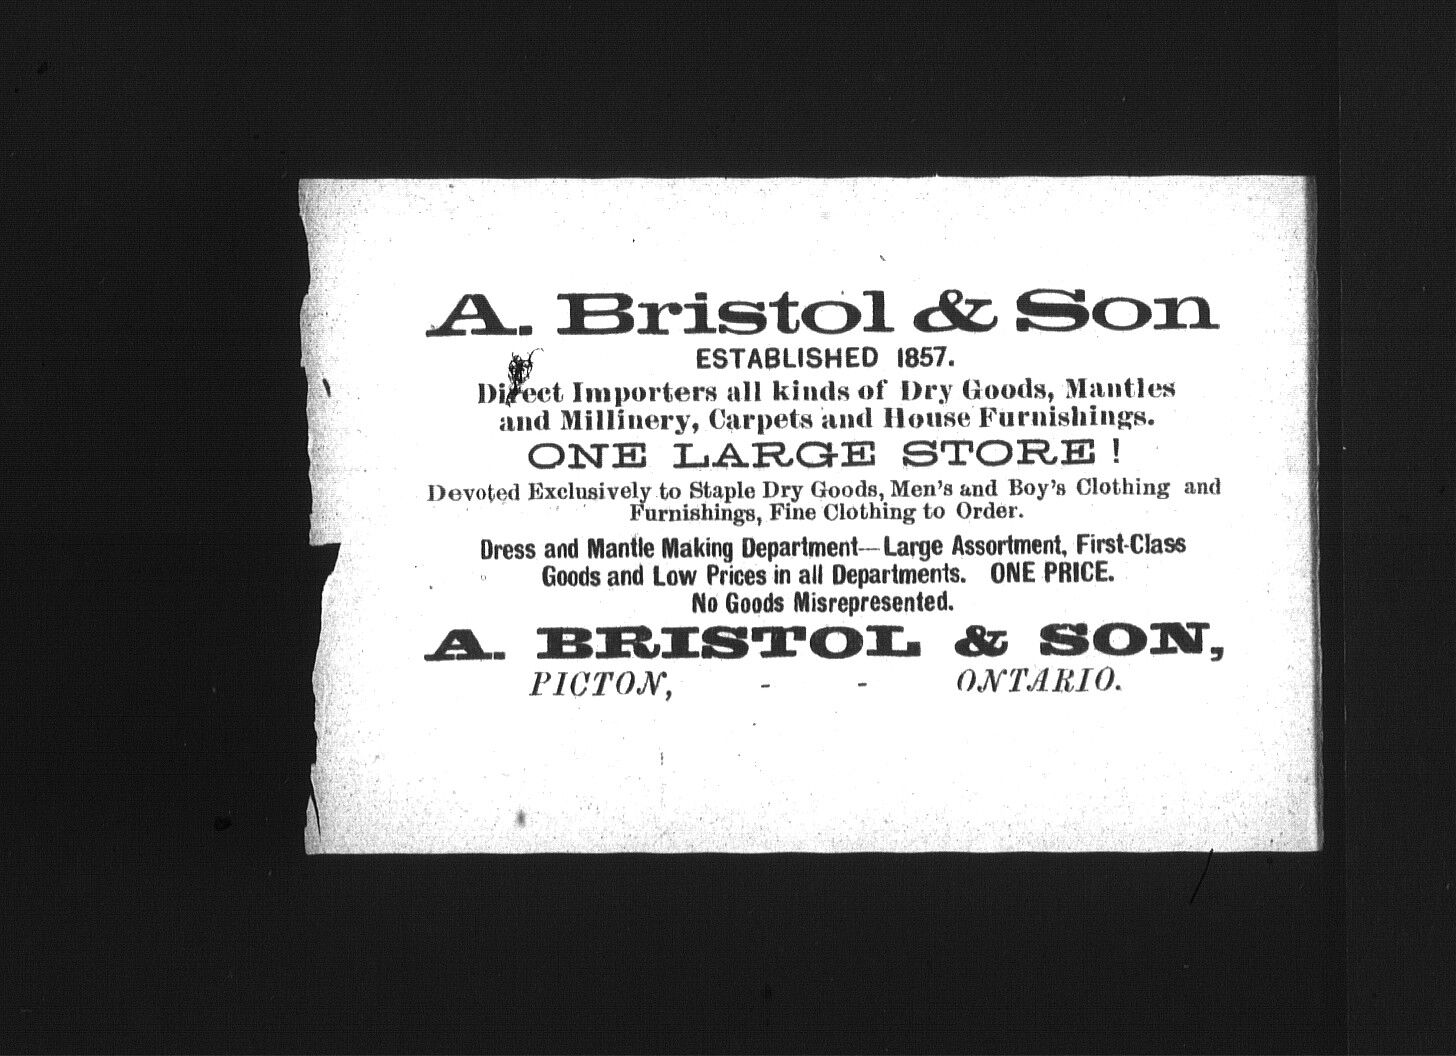 A. Bristol & Son
ESTABLISHED 1857.
Direct Importers all kinds of Dry Goods, Mantles
and Millinery, Carpets and House Furnishings.
ONE LARGE STORE!
Devoted Exclusively to Staple Dry Goods, Men's and Boy's Clothing and
Furnishings, Fine Clothing to Order.
Dress and Mantle Making Department—Large Assortment, First-Class
Goods and Low Prices in all Departments. ONE PRICE.
No Goods Misrepresented.
A. BRISTOL & SON,
PICTON, - - ONTARIO.